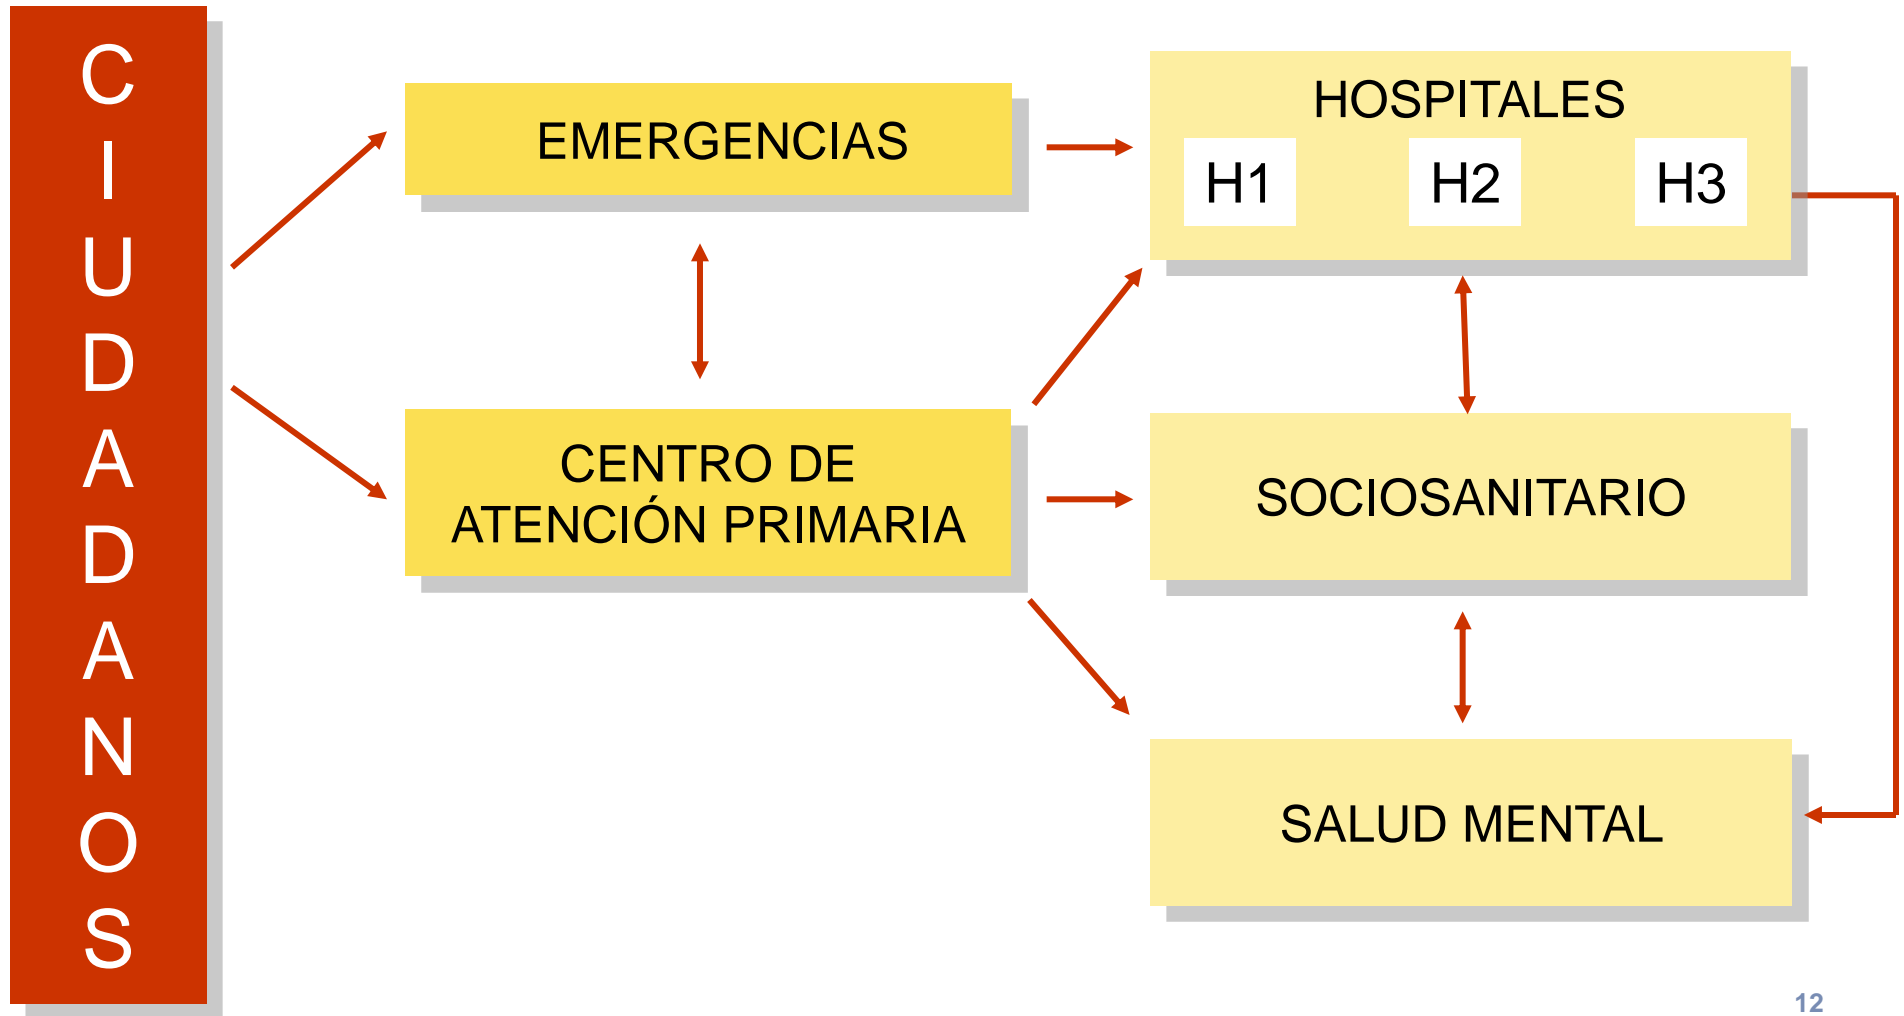 C
I
U
D
A
D
A
N
O
S
EMERGENCIAS
HOSPITALES
H1 H2 H3
CENTRO DE
ATENCIÓN PRIMARIA
SOCIOSANITARIO
SALUD MENTAL
12